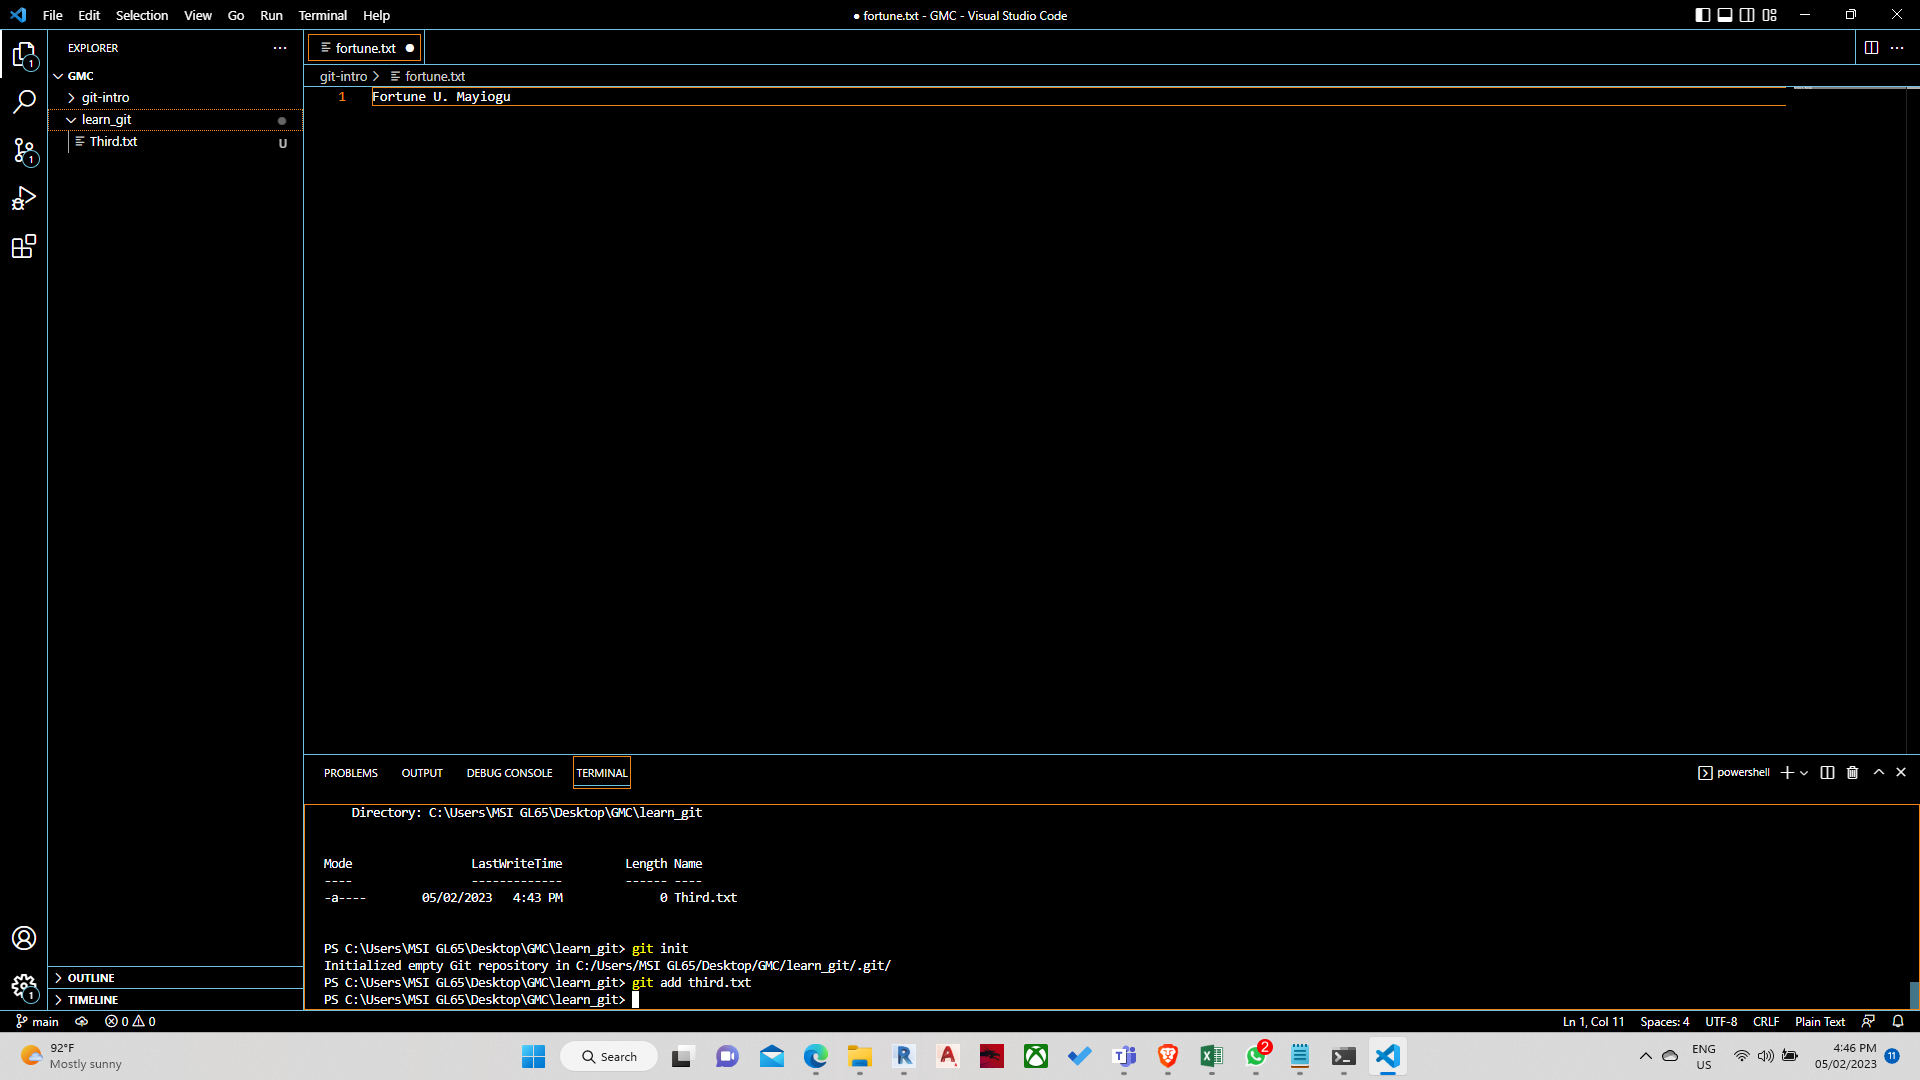 File Edit Selection View Go Run Terminal Help
● fortune.txt - GMC - Visual Studio Code
EXPLORER
GMC
git-intro
learn_git
Third.txt U
1
1
1
fortune.txt
git-intro > fortune.txt
1 Fortune U. Mayiogu
PROBLEMS OUTPUT DEBUG CONSOLE TERMINAL
powershell
Directory: C:\Users\MSI GL65\Desktop\GMC\learn_git
Mode LastWriteTime Length Name
---- ------------- ------ ----
-a---- 05/02/2023 4:43 PM 0 Third.txt
PS C:\Users\MSI GL65\Desktop\GMC\learn_git> git init
Initialized empty Git repository in C:/Users/MSI GL65/Desktop/GMC/learn_git/.git/
PS C:\Users\MSI GL65\Desktop\GMC\learn_git> git add third.txt
PS C:\Users\MSI GL65\Desktop\GMC\learn_git>
OUTLINE
TIMELINE
main 0 0
Ln 1, Col 11 Spaces: 4 UTF-8 CRLF Plain Text
92°F
Mostly sunny
Search
2
ENG
US
4:46 PM
05/02/2023
11